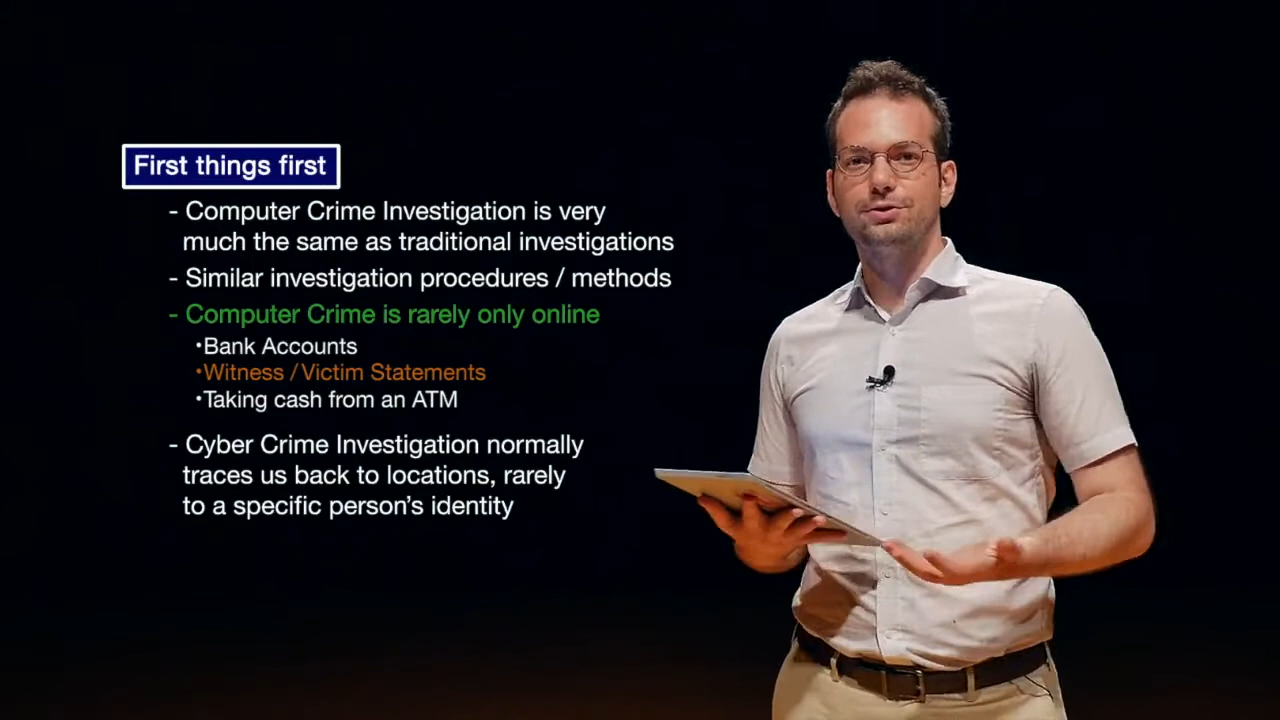 First things first
- Computer Crime Investigation is very
much the same as traditional investigations
- Similar investigation procedures / methods
- Computer Crime is rarely only online
•Bank Accounts
•Witness / Victim Statements
•Taking cash from an ATM
- Cyber Crime Investigation normally
traces us back to locations, rarely
to a specific person's identity